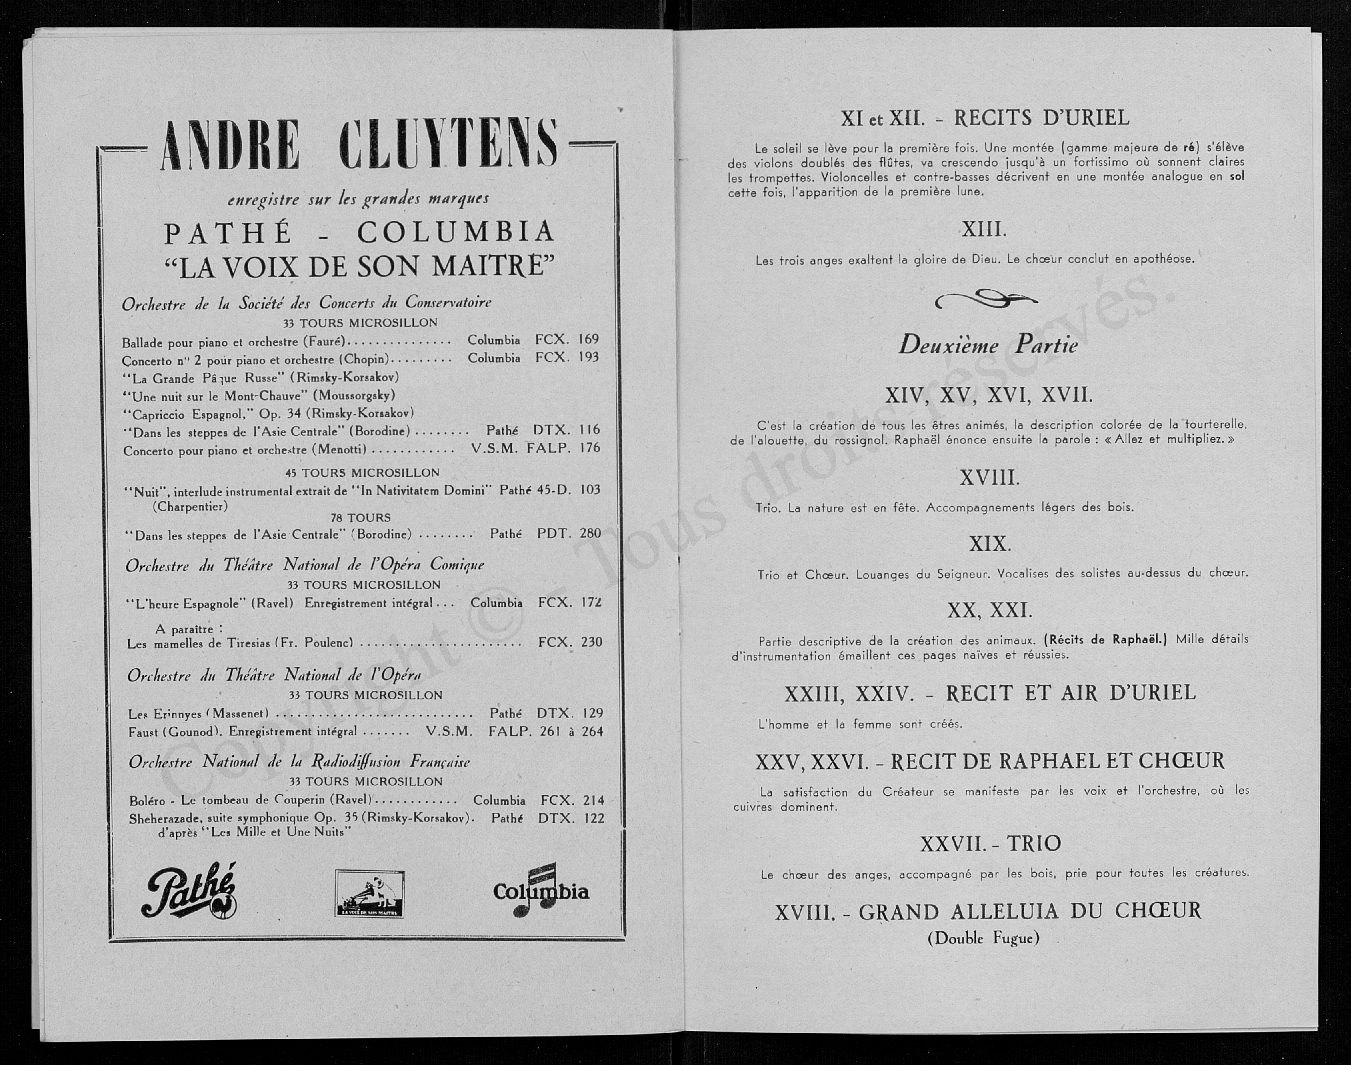 ANDRE CLUYTENS
enregistre sur les grandes marques
PATHÉ - COLUMBIA
"LA VOIX DE SON MAITRE"
Orchestre de la Société des Concerts du Conservatoire
33 TOURS MICROSILLON
Ballade pour piano et orchestre (Fauré)............... Columbia FCX. 169
Concerto n° 2 pour piano et orchestre (Chopin)......... Columbia FCX. 193
"La Grande Pâque Russe" (Rimsky-Korsakov)
"Une nuit sur le Mont-Chauve" (Moussorgsky)
"Capriccio Espagnol," Op. 34 (Rimsky-Korsakov)
"Dans les steppes de l'Asie Centrale" (Borodine) ........ Pathé DTX. 116
Concerto pour piano et orchestre (Menotti) ............ V.S.M. FALP. 176
45 TOURS MICROSILLON
"Nuit", interlude instrumental extrait de "In Nativitatem Domini" Pathé 45-D. 103
(Charpentier)
78 TOURS
"Dans les steppes de l'Asie Centrale" (Borodine) ........ Pathé PDT. 280
Orchestre du Théâtre National de l'Opéra Comique
33 TOURS MICROSILLON
"L'heure Espagnole" (Ravel) Enregistrement intégral... Columbia FCX. 172
A paraître :
Les mamelles de Tiresias (Fr. Poulenc) ....................... FCX. 230
Orchestre du Théâtre National de l'Opéra
33 TOURS MICROSILLON
Les Erinnyes (Massenet) ............................ Pathé DTX. 129
Faust (Gounod). Enregistrement intégral ....... V.S.M. FALP. 261 à 264
Orchestre National de la Radiodiffusion Française
33 TOURS MICROSILLON
Boléro - Le tombeau de Couperin (Ravel)............ Columbia FCX. 214
Sheherazade, suite symphonique Op. 35 (Rimsky-Korsakov). Pathé DTX. 122
d'après "Les Mille et Une Nuits"
Pathé
LA VOIX DE SON MAITRE
Columbia
XI et XII. - RECITS D'URIEL
Le soleil se lève pour la première fois. Une montée (gamme majeure de ré) s'élève
des violons doublés des flûtes, va crescendo jusqu'à un fortissimo où sonnent claires
les trompettes. Violoncelles et contre-basses décrivent en une montée analogue en sol
cette fois, l'apparition de la première lune.
XIII.
Les trois anges exaltent la gloire de Dieu. Le chœur conclut en apothéose.
Deuxième Partie
XIV, XV, XVI, XVII.
C'est la création de tous les êtres animés, la description colorée de la tourterelle,
de l'alouette, du rossignol. Raphaël énonce ensuite la parole : « Allez et multipliez. »
XVIII.
Trio. La nature est en fête. Accompagnements légers des bois.
XIX.
Trio et Chœur. Louanges du Seigneur. Vocalises des solistes au-dessus du chœur.
XX, XXI.
Partie descriptive de la création des animaux. (Récits de Raphaël.) Mille détails
d'instrumentation émaillent ces pages naïves et réussies.
XXIII, XXIV. - RECIT ET AIR D'URIEL
L'homme et la femme sont créés.
XXV, XXVI. - RECIT DE RAPHAEL ET CHŒUR
La satisfaction du Créateur se manifeste par les voix et l'orchestre, où les
cuivres dominent.
XXVII. - TRIO
Le chœur des anges, accompagné par les bois, prie pour toutes les créatures.
XVIII. - GRAND ALLELUIA DU CHŒUR
(Double Fugue)
Copyright © - Tous droits réservés.